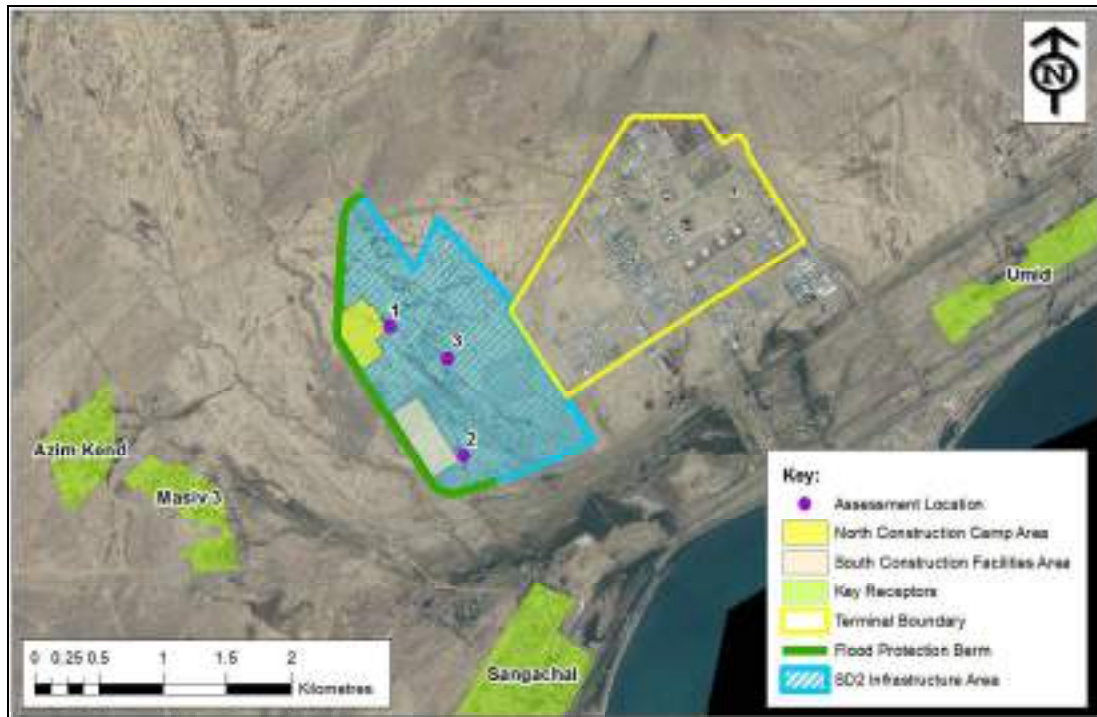 N
1
3
Umid
2
Azim Kend
Masiv 3
Key:
Assessment Location
North Construction Camp Area
South Construction Facilities Area
Key Receptors
Terminal Boundary
Flood Protection Berm
SD2 Infrastructure Area
0 0.25 0.5 1 1.5 2
Kilometres
Sangachal